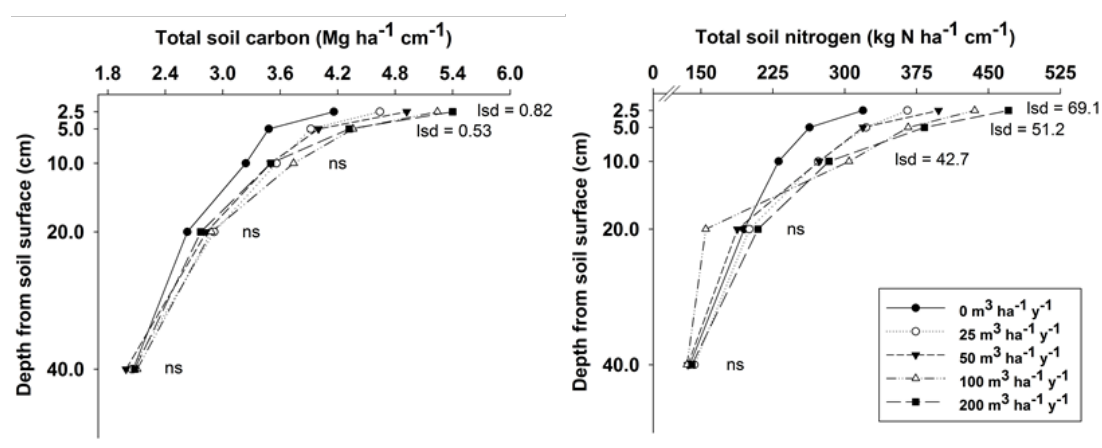 Total soil carbon (Mg ha⁻¹ cm⁻¹)
1.8 2.4 3.0 3.6 4.2 4.8 5.4 6.0
Depth from soil surface (cm)
2.5
5.0
10.0
20.0
40.0
lsd = 0.82
lsd = 0.53
ns
ns
ns
Total soil nitrogen (kg N ha⁻¹ cm⁻¹)
0 150 225 300 375 450 525
Depth from soil surface (cm)
2.5
5.0
10.0
20.0
40.0
lsd = 69.1
lsd = 51.2
lsd = 42.7
ns
ns
0 m³ ha⁻¹ y⁻¹
25 m³ ha⁻¹ y⁻¹
50 m³ ha⁻¹ y⁻¹
100 m³ ha⁻¹ y⁻¹
200 m³ ha⁻¹ y⁻¹